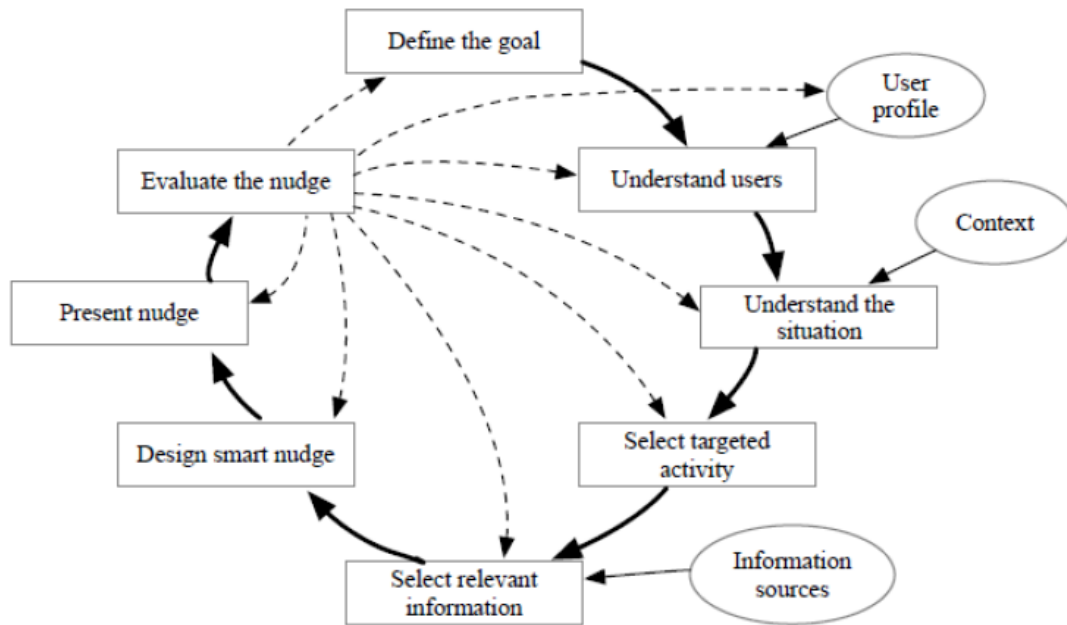 Define the goal
User
profile
Evaluate the nudge
Understand users
Context
Present nudge
Understand the
situation
Design smart nudge
Select targeted
activity
Select relevant
information
Information
sources